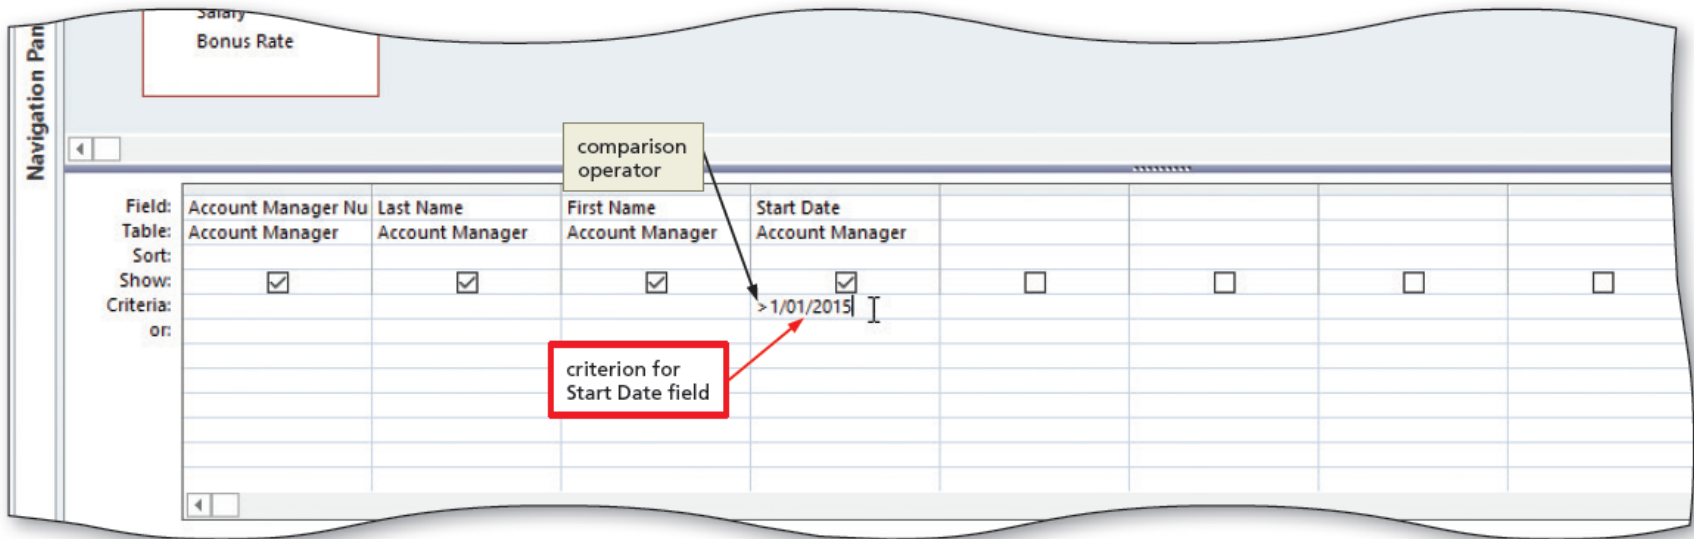 Salary
Bonus Rate
Navigation Pan
comparison
operator
Field: Account Manager Nu Last Name First Name Start Date
Table: Account Manager Account Manager Account Manager Account Manager
Sort:
Show:
Criteria: >1/01/2015
or:
criterion for
Start Date field